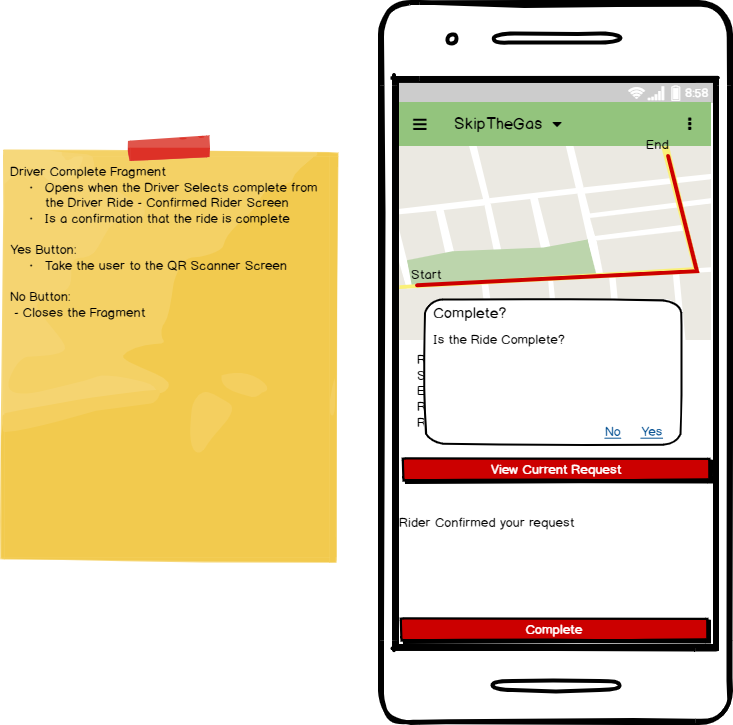 Driver Complete Fragment
· Opens when the Driver Selects complete from
the Driver Ride - Confirmed Rider Screen
· Is a confirmation that the ride is complete
Yes Button:
· Take the user to the QR Scanner Screen
No Button:
- Closes the Fragment
8:58
SkipTheGas
End
Start
Complete?
Is the Ride Complete?
R
S
E
R
R
No Yes
View Current Request
Rider Confirmed your request
Complete